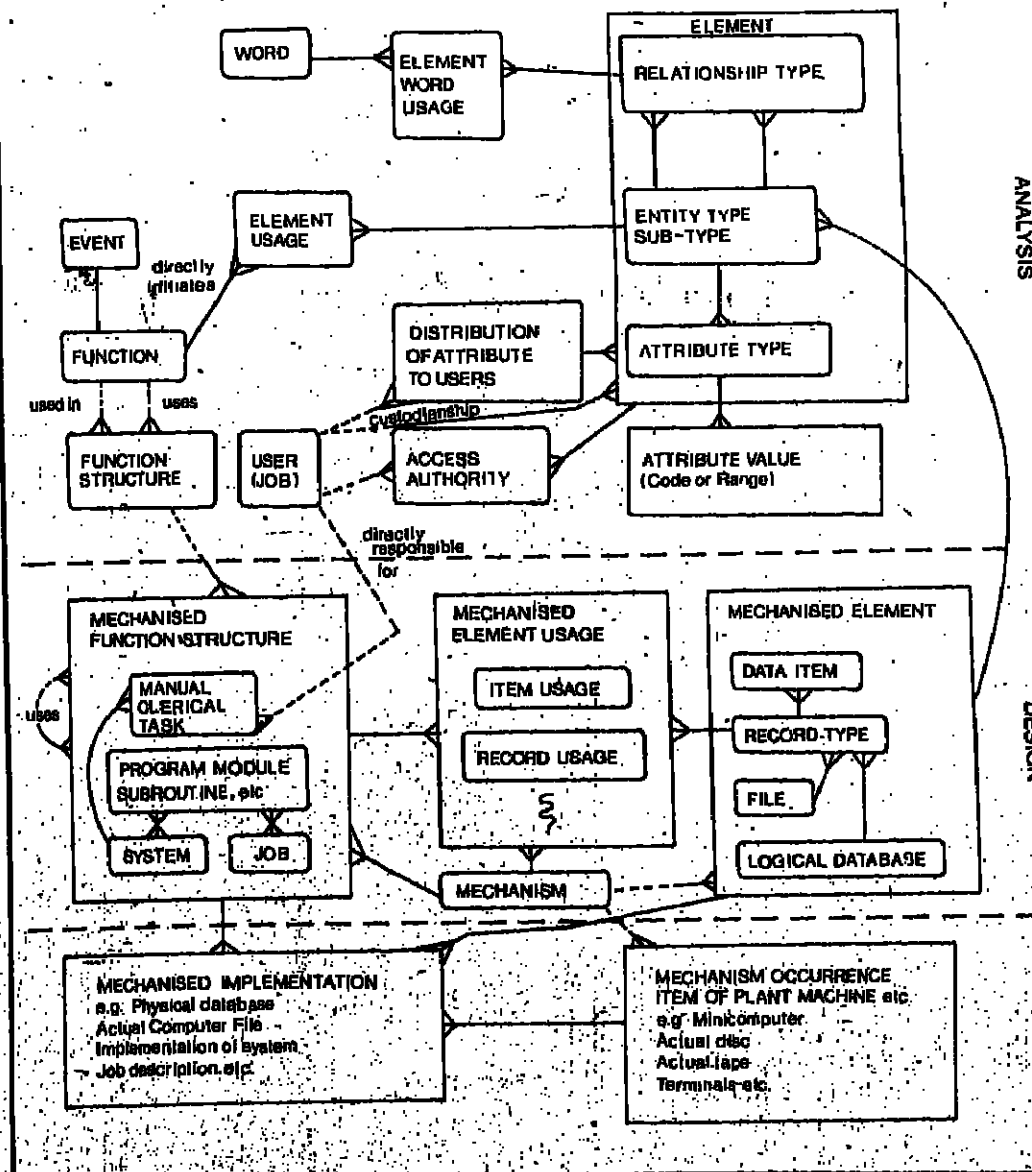 WORD
ELEMENT
WORD
USAGE
ELEMENT
RELATIONSHIP TYPE
ANALYSIS
EVENT
ELEMENT
USAGE
ENTITY TYPE
SUB-TYPE
directly
initiates
FUNCTION
DISTRIBUTION
OF ATTRIBUTE
TO USERS
ATTRIBUTE TYPE
used in
uses
custodianship
FUNCTION
STRUCTURE
USER
(JOB)
ACCESS
AUTHORITY
ATTRIBUTE VALUE
(Code or Range)
directly
responsible
for
MECHANISED
FUNCTION STRUCTURE
MECHANISED
ELEMENT USAGE
MECHANISED ELEMENT
DESIGN
uses
MANUAL
CLERICAL
TASK
ITEM USAGE
DATA ITEM
PROGRAM MODULE
SUBROUTINE, etc
RECORD USAGE
RECORD TYPE
FILE
SYSTEM
JOB
MECHANISM
LOGICAL DATABASE
MECHANISED IMPLEMENTATION
e.g. Physical database
Actual Computer File
Implementation of system
Job description etc.
MECHANISM OCCURRENCE
ITEM OF PLANT MACHINE etc
e.g Minicomputer
Actual disc
Actual tape
Terminals etc.